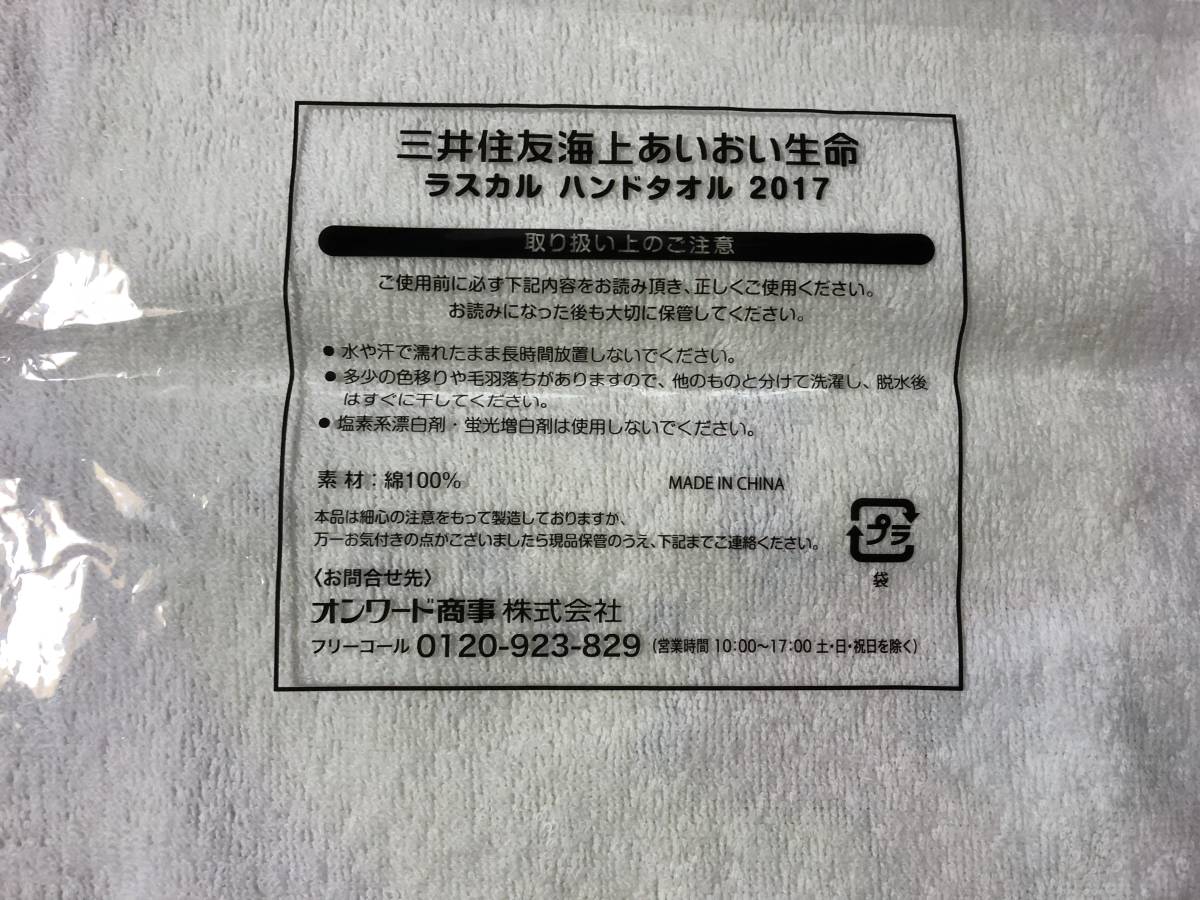 三井住友海上あいおい生命
ラスカル ハンドタオル 2017
取り扱い上のご注意
ご使用前に必ず下記内容をお読み頂き、正しくご使用ください。
お読みになった後も大切に保管してください。
● 水や汗で濡れたまま長時間放置しないでください。
● 多少の色移りや毛羽落ちがありますので、他のものと分けて洗濯し、脱水後
はすぐに干してください。
● 塩素系漂白剤・蛍光増白剤は使用しないでください。
素 材：綿100%
MADE IN CHINA
本品は細心の注意をもって製造しておりますが、
万一お気付きの点がございましたら現品保管のうえ、下記までご連絡ください。
プラ
袋
〈お問合せ先〉
オンワード商事 株式会社
フリーコール 0120-923-829（営業時間 10:00〜17:00 土・日・祝日を除く）